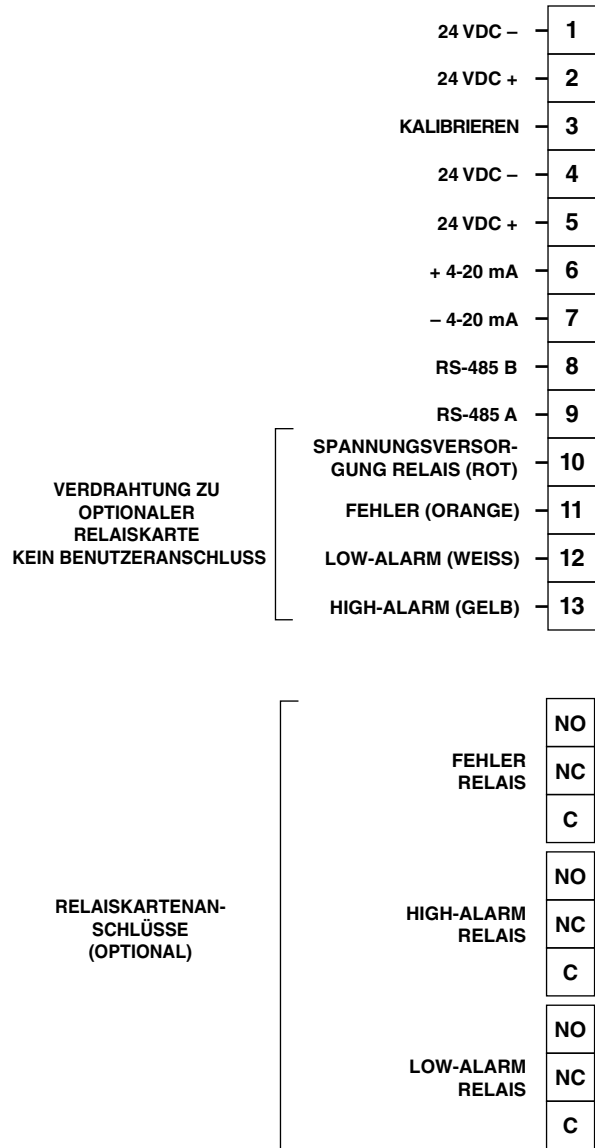 24 VDC – 1
24 VDC + 2
KALIBRIEREN 3
24 VDC – 4
24 VDC + 5
+ 4-20 mA 6
– 4-20 mA 7
RS-485 B 8
RS-485 A 9
VERDRAHTUNG ZU
OPTIONALER
RELAISKARTE
KEIN BENUTZERANSCHLUSS
SPANNUNGSVERSOR-
GUNG RELAIS (ROT) 10
FEHLER (ORANGE) 11
LOW-ALARM (WEISS) 12
HIGH-ALARM (GELB) 13
RELAISKARTENAN-
SCHLÜSSE
(OPTIONAL)
FEHLER
RELAIS
NO
NC
C
HIGH-ALARM
RELAIS
NO
NC
C
LOW-ALARM
RELAIS
NO
NC
C